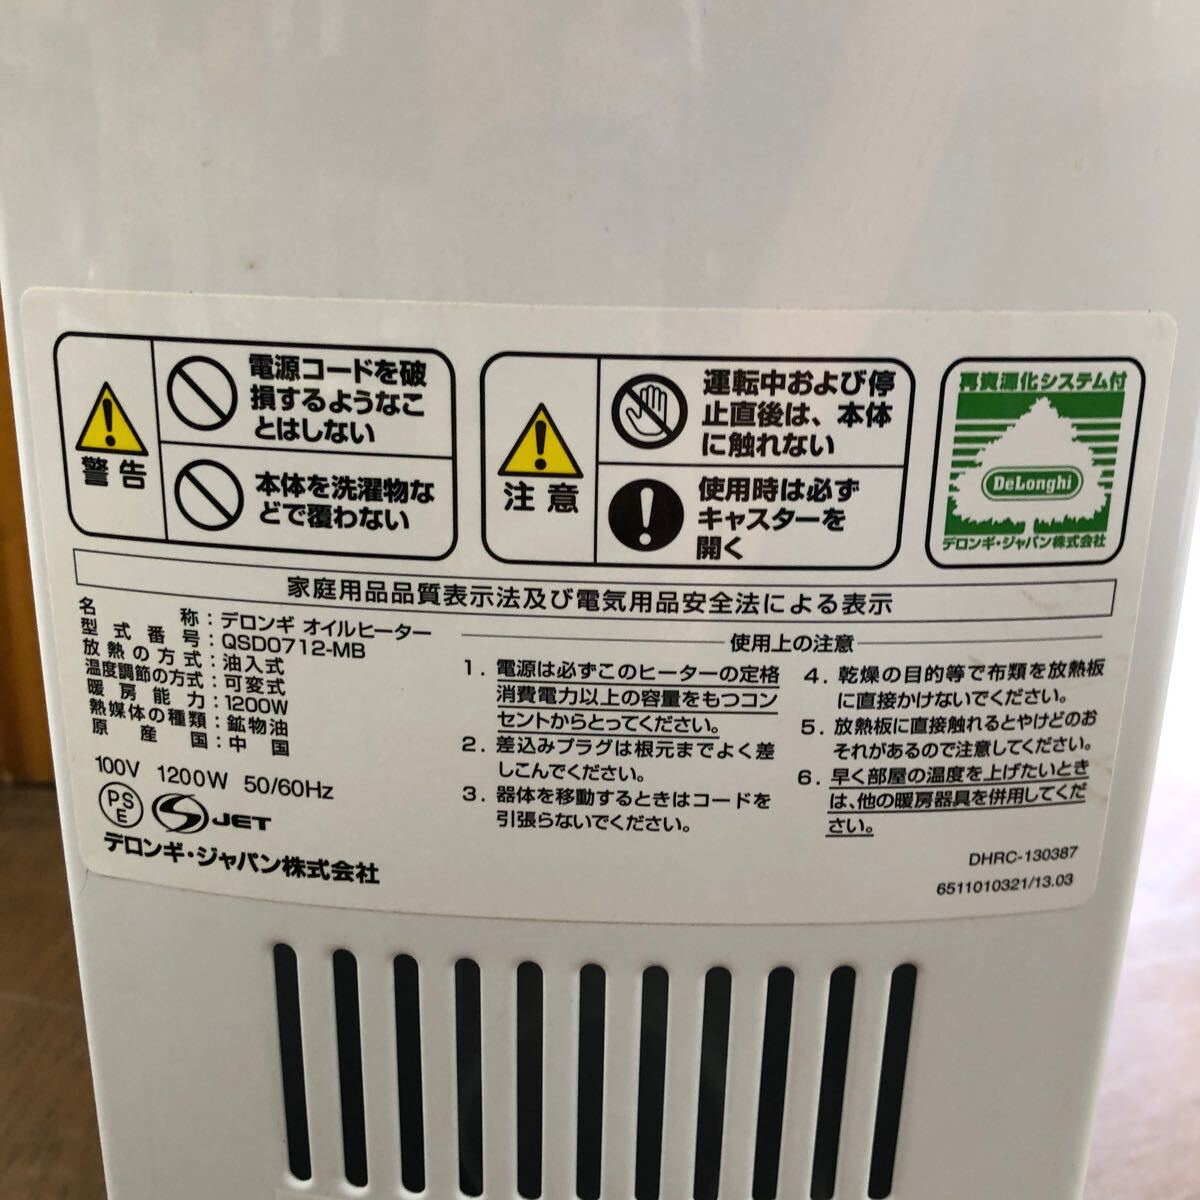 警告
電源コードを破
損するようなこ
とはしない
本体を洗濯物な
どで覆わない
注意
運転中および停
止直後は、本体
に触れない
使用時は必ず
キャスターを
開く
再資源化システム付
DeLonghi
デロンギ・ジャパン株式会社
家庭用品品質表示法及び電気用品安全法による表示
名称：デロンギ オイルヒーター
型式番号：QSD0712-MB
放熱の方式：油入式
温度調節の方式：可変式
暖房能力：1200W
熱媒体の種類：鉱物油
原産国：中国
100V 1200W 50/60Hz
PS
E
S JET
デロンギ・ジャパン株式会社
使用上の注意
1. 電源は必ずこのヒーターの定格
消費電力以上の容量をもつコン
セントからとってください。
2. 差込みプラグは根元までよく差
しこんでください。
3. 器体を移動するときはコードを
引張らないでください。
4. 乾燥の目的等で布類を放熱板
に直接かけないでください。
5. 放熱板に直接触れるとやけどのお
それがあるので注意してください。
6. 早く部屋の温度を上げたいとき
は、他の暖房器具を併用してくだ
さい。
DHRC-130387
6511010321/13.03